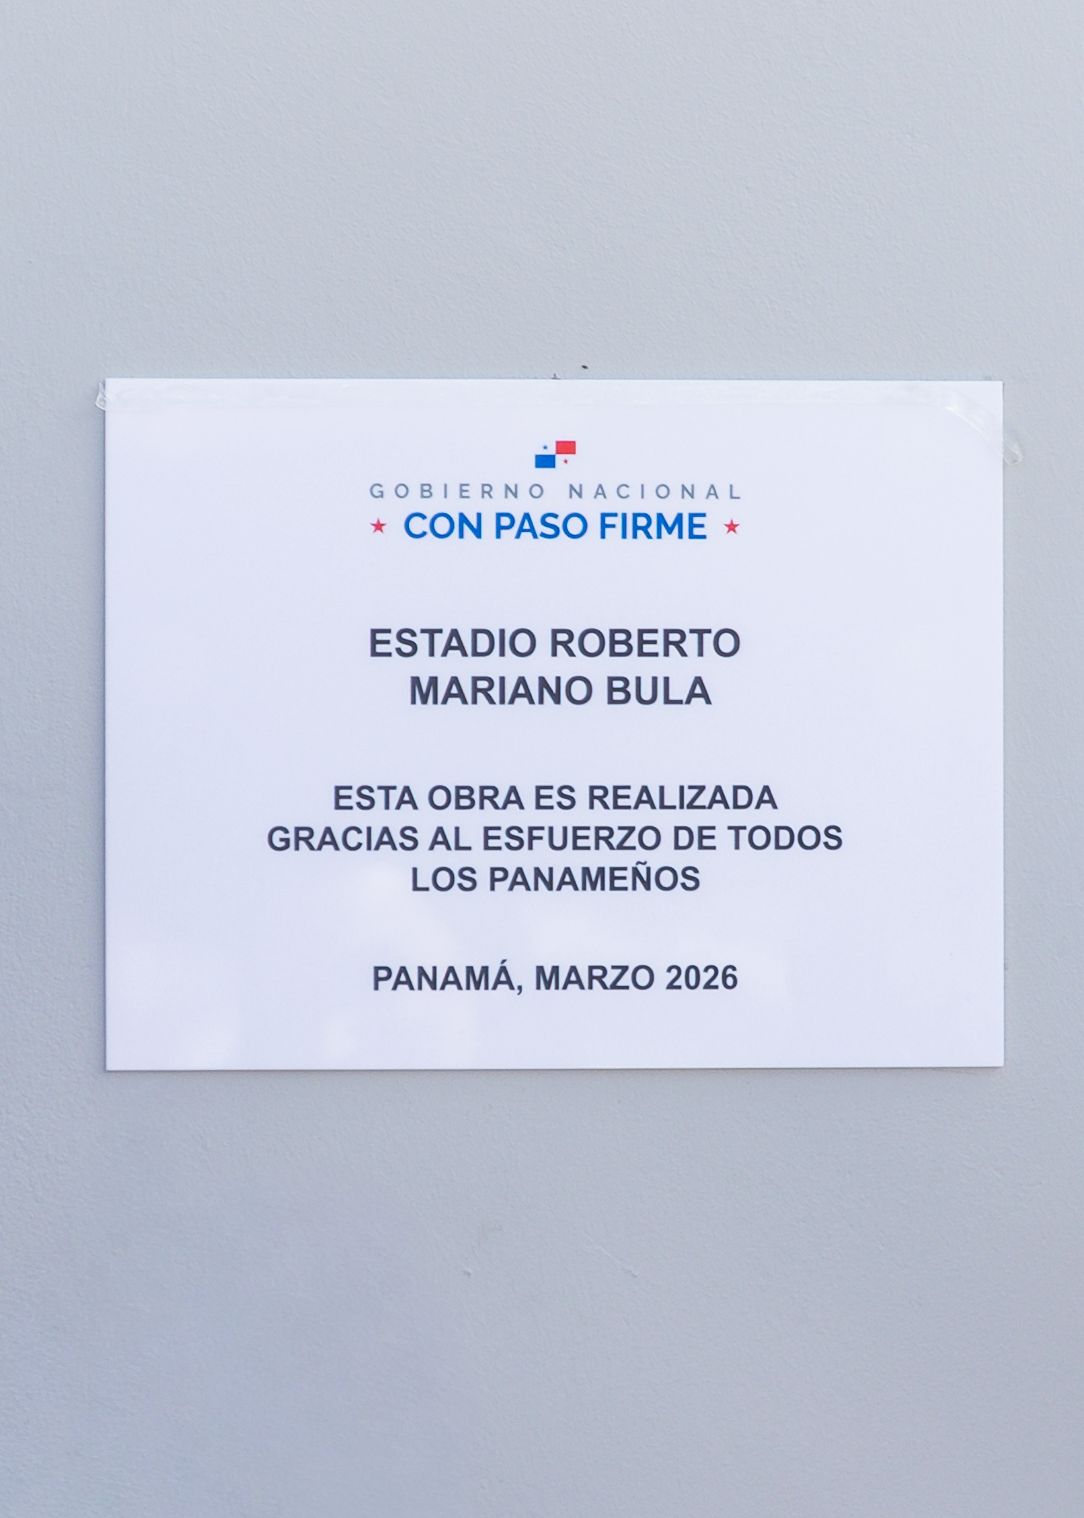 GOBIERNO NACIONAL
CON PASO FIRME
ESTADIO ROBERTO
MARIANO BULA
ESTA OBRA ES REALIZADA
GRACIAS AL ESFUERZO DE TODOS
LOS PANAMEÑOS
PANAMÁ, MARZO 2026